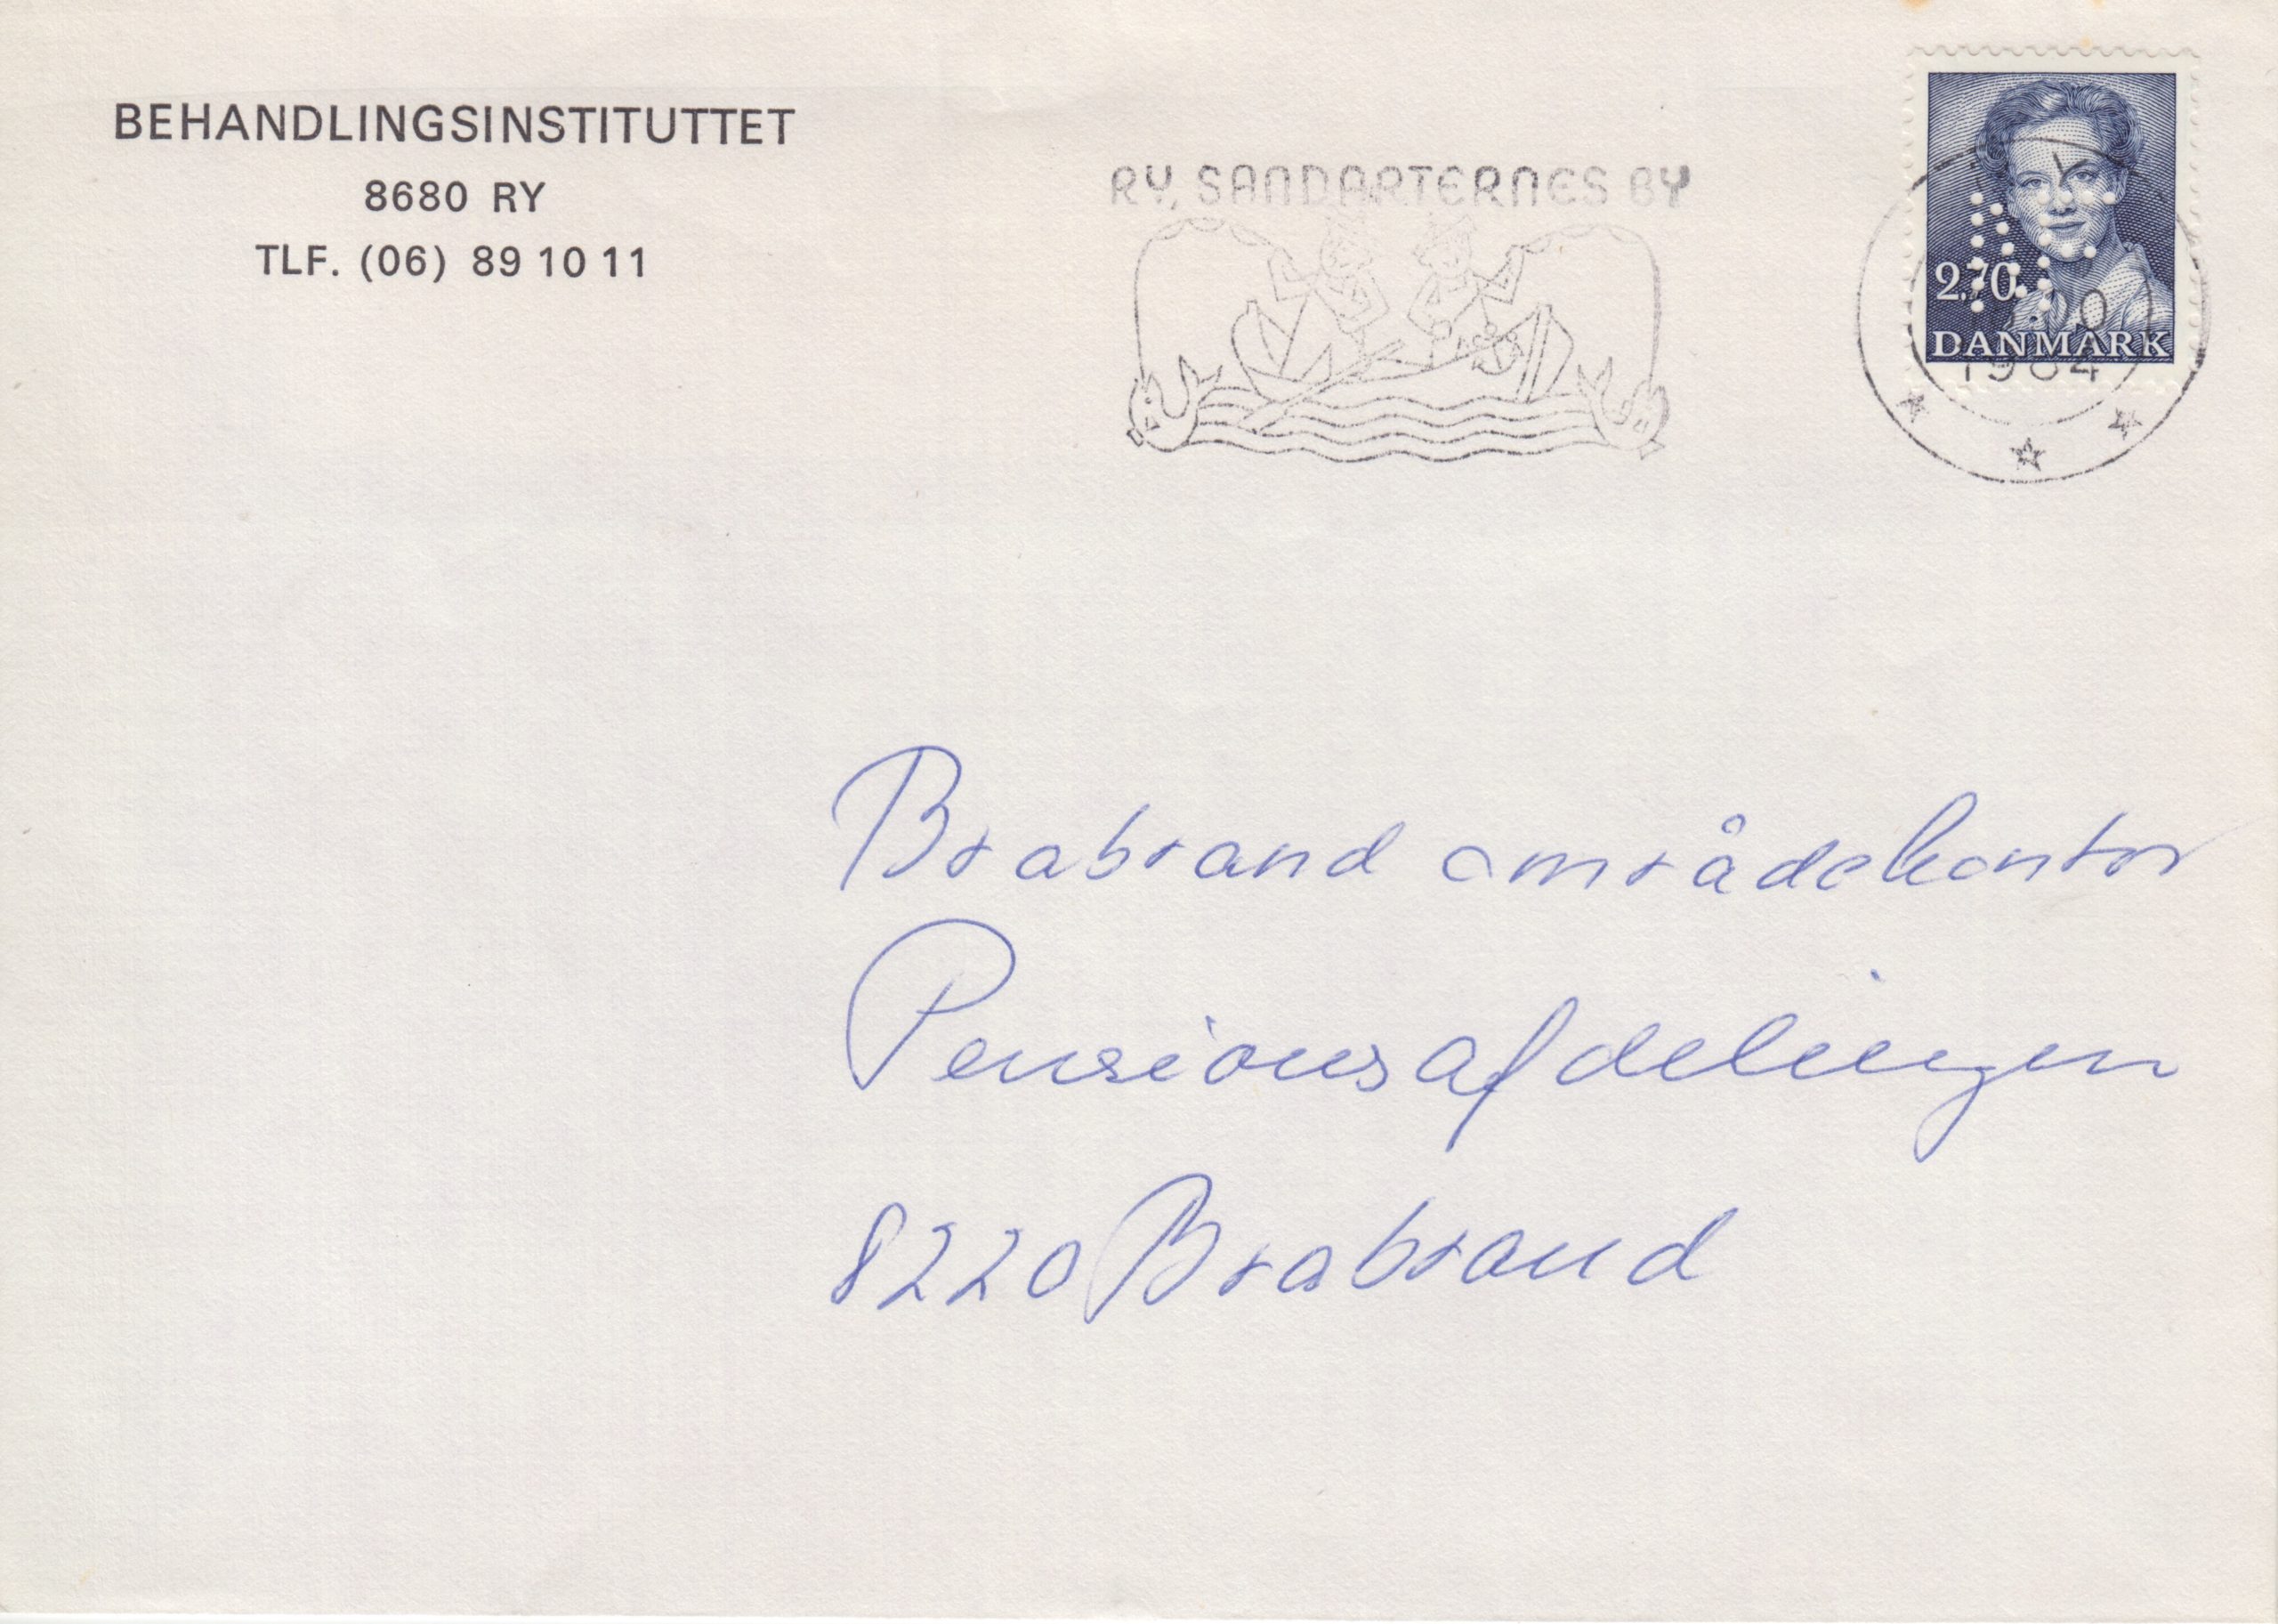 BEHANDLINGSINSTITUTTET
8680 RY
TLF. (06) 89 10 11
RY, SANDARTERNES BY
2.70
DANMARK
1984
Brabrand områdekontor
Pensionsafdelingen
8220 Brabrand